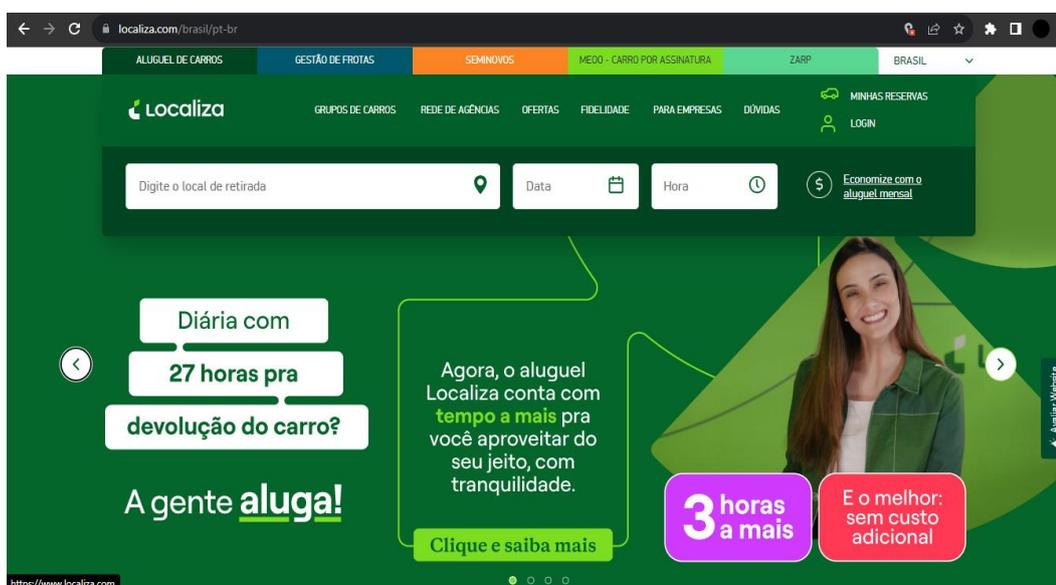 localiza.com/brasil/pt-br
ALUGUEL DE CARROS
GESTÃO DE FROTAS
SEMINOVOS
MEOO - CARRO POR ASSINATURA
ZARP
BRASIL
Localiza
GRUPOS DE CARROS
REDE DE AGÊNCIAS
OFERTAS
FIDELIDADE
PARA EMPRESAS
DÚVIDAS
MINHAS RESERVAS
LOGIN
Digite o local de retirada
Data
Hora
$
Economize com o
aluguel mensal
Diária com
27 horas pra
devolução do carro?
A gente aluga!
Agora, o aluguel
Localiza conta com
tempo a mais pra
você aproveitar do
seu jeito, com
tranquilidade.
Clique e saiba mais
3 horas
a mais
E o melhor:
sem custo
adicional
Avaliar Website
https://www.localiza.com